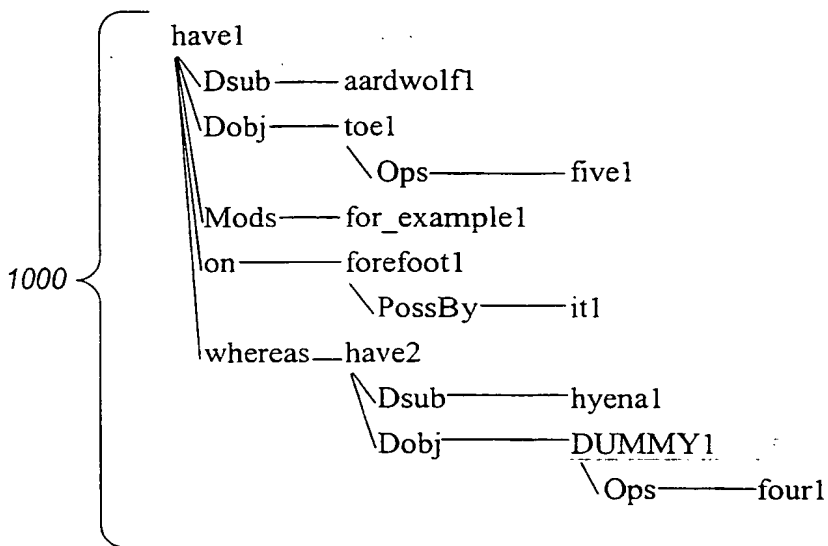 have1
Dsub aardwolf1
Dobj toe1
Ops five1
Mods for_example1
on forefoot1
1000
PossBy it1
whereas have2
Dsub hyena1
Dobj DUMMY1
Ops four1